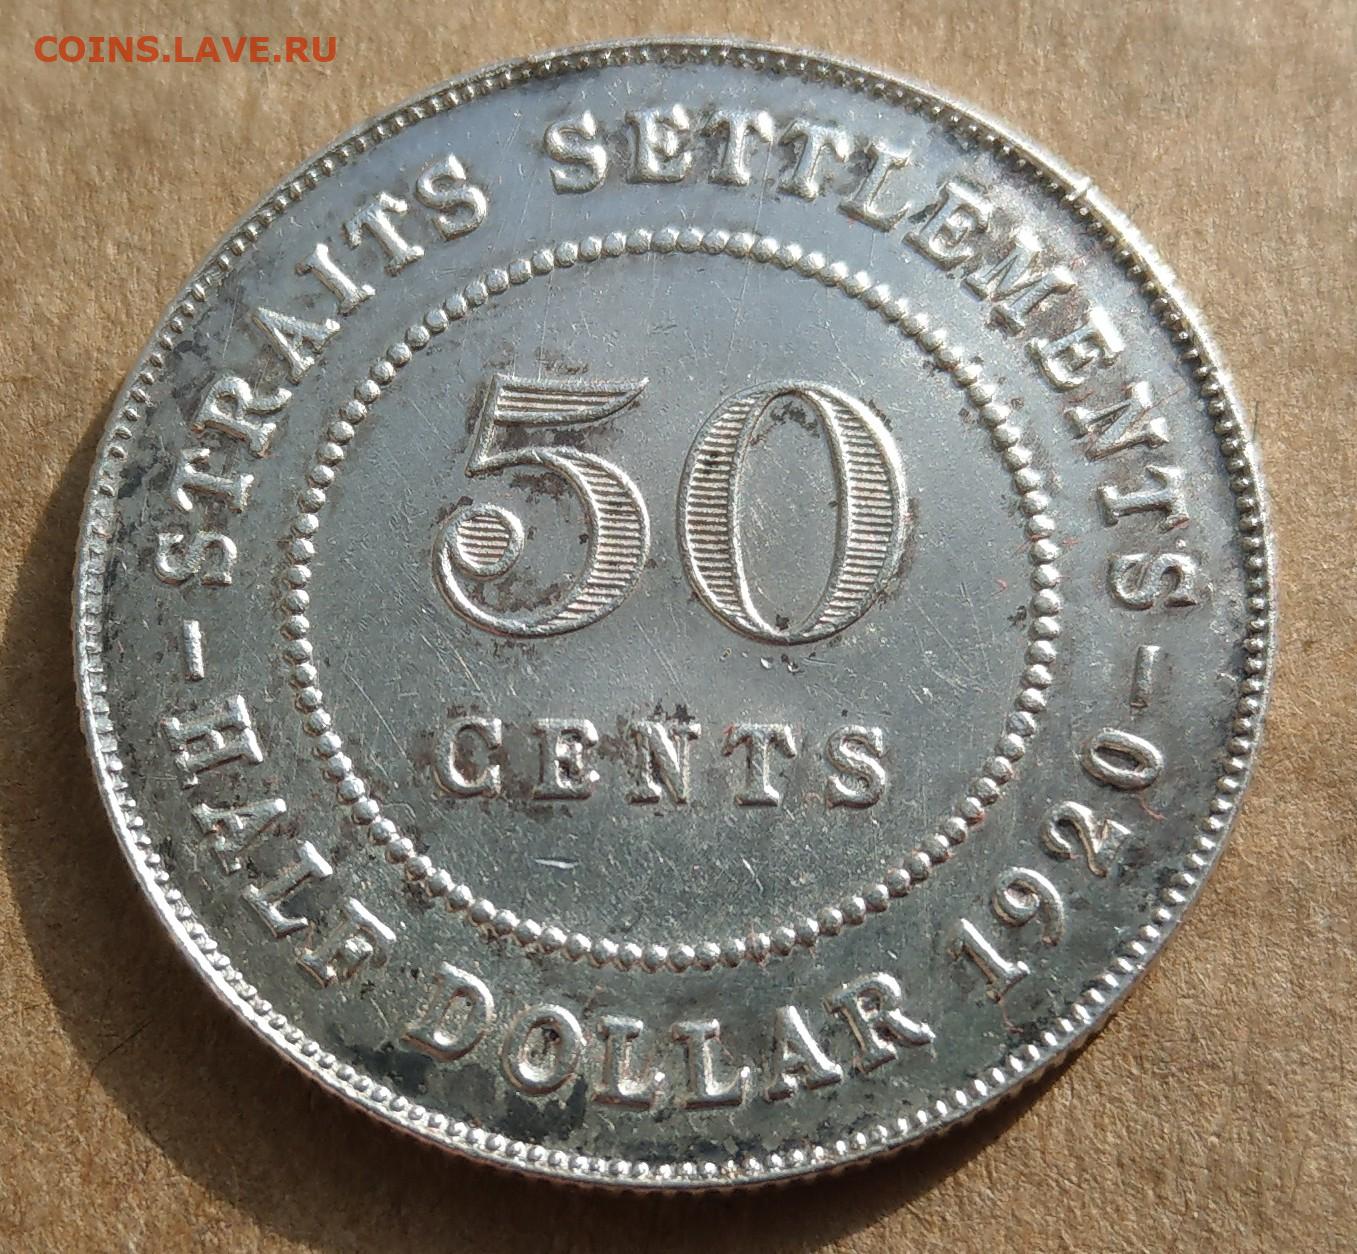 COINS.LAVE.RU
STRAITS SETTLEMENTS
50
CENTS
- HALF DOLLAR 1920 -